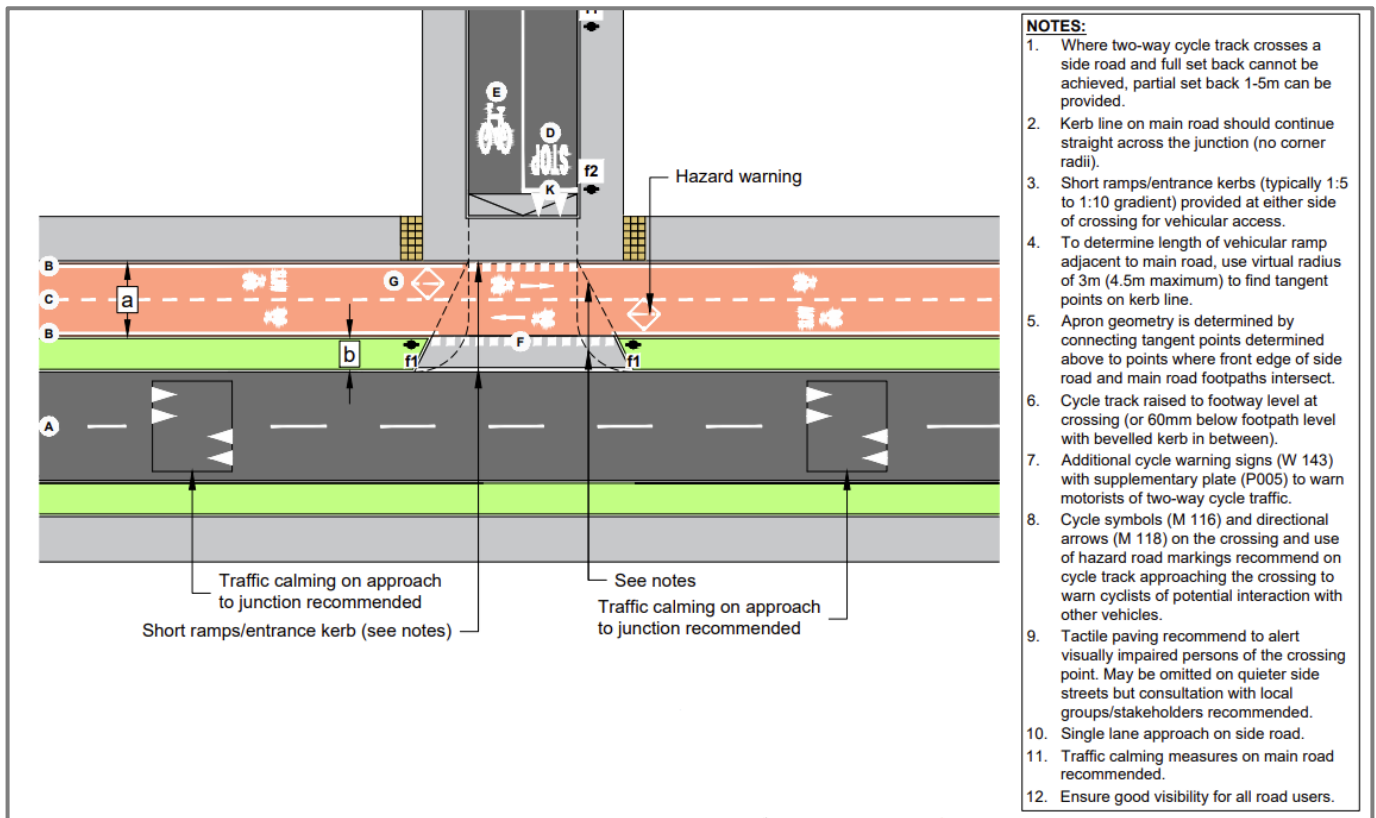 f1
E
D
STOP
f2
K
Hazard warning
B
G
C
a
B
F
b
f1
f1
A
Traffic calming on approach
to junction recommended
See notes
Traffic calming on approach
to junction recommended
Short ramps/entrance kerb (see notes)
NOTES:
1. Where two-way cycle track crosses a
side road and full set back cannot be
achieved, partial set back 1-5m can be
provided.
2. Kerb line on main road should continue
straight across the junction (no corner
radii).
3. Short ramps/entrance kerbs (typically 1:5
to 1:10 gradient) provided at either side
of crossing for vehicular access.
4. To determine length of vehicular ramp
adjacent to main road, use virtual radius
of 3m (4.5m maximum) to find tangent
points on kerb line.
5. Apron geometry is determined by
connecting tangent points determined
above to points where front edge of side
road and main road footpaths intersect.
6. Cycle track raised to footway level at
crossing (or 60mm below footpath level
with bevelled kerb in between).
7. Additional cycle warning signs (W 143)
with supplementary plate (P005) to warn
motorists of two-way cycle traffic.
8. Cycle symbols (M 116) and directional
arrows (M 118) on the crossing and use
of hazard road markings recommend on
cycle track approaching the crossing to
warn cyclists of potential interaction with
other vehicles.
9. Tactile paving recommend to alert
visually impaired persons of the crossing
point. May be omitted on quieter side
streets but consultation with local
groups/stakeholders recommended.
10. Single lane approach on side road.
11. Traffic calming measures on main road
recommended.
12. Ensure good visibility for all road users.